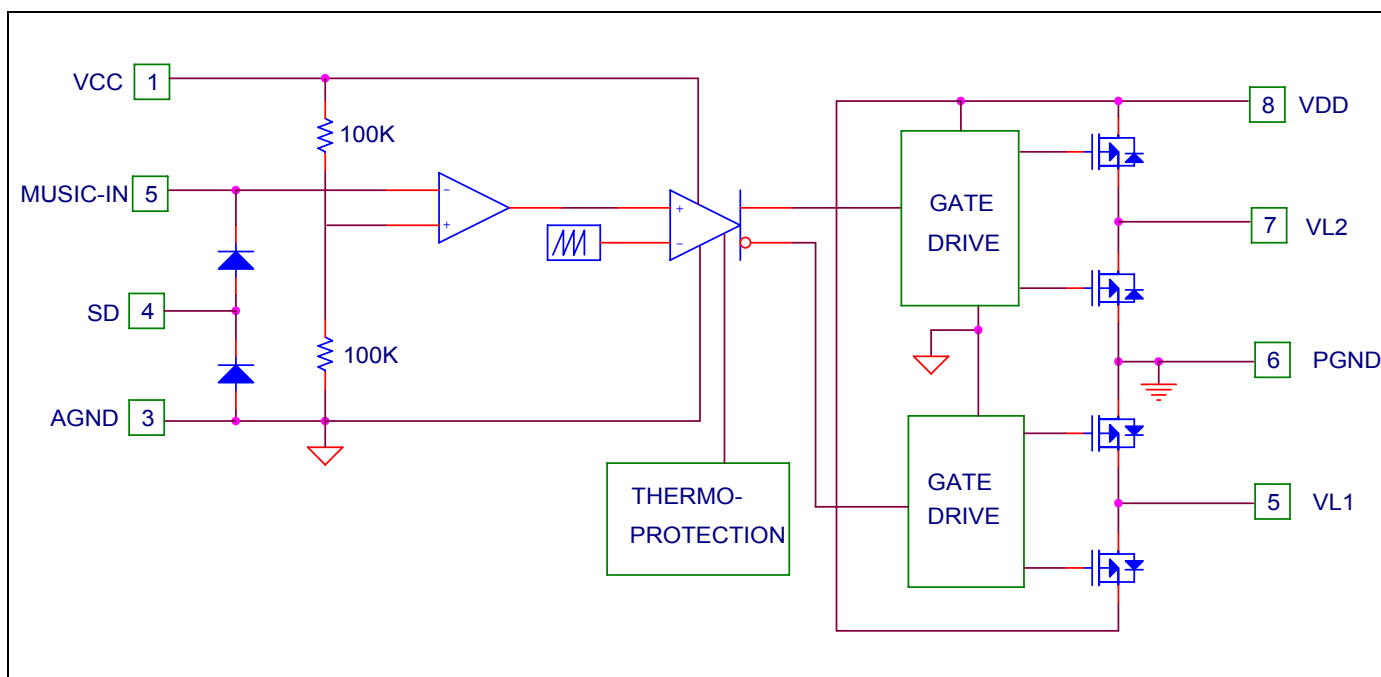 VCC 1
100K
MUSIC-IN 5
- 
+
SD 4
100K
AGND 3
+
-
THERMO-
PROTECTION
GATE
DRIVE
GATE
DRIVE
8 VDD
7 VL2
6 PGND
5 VL1